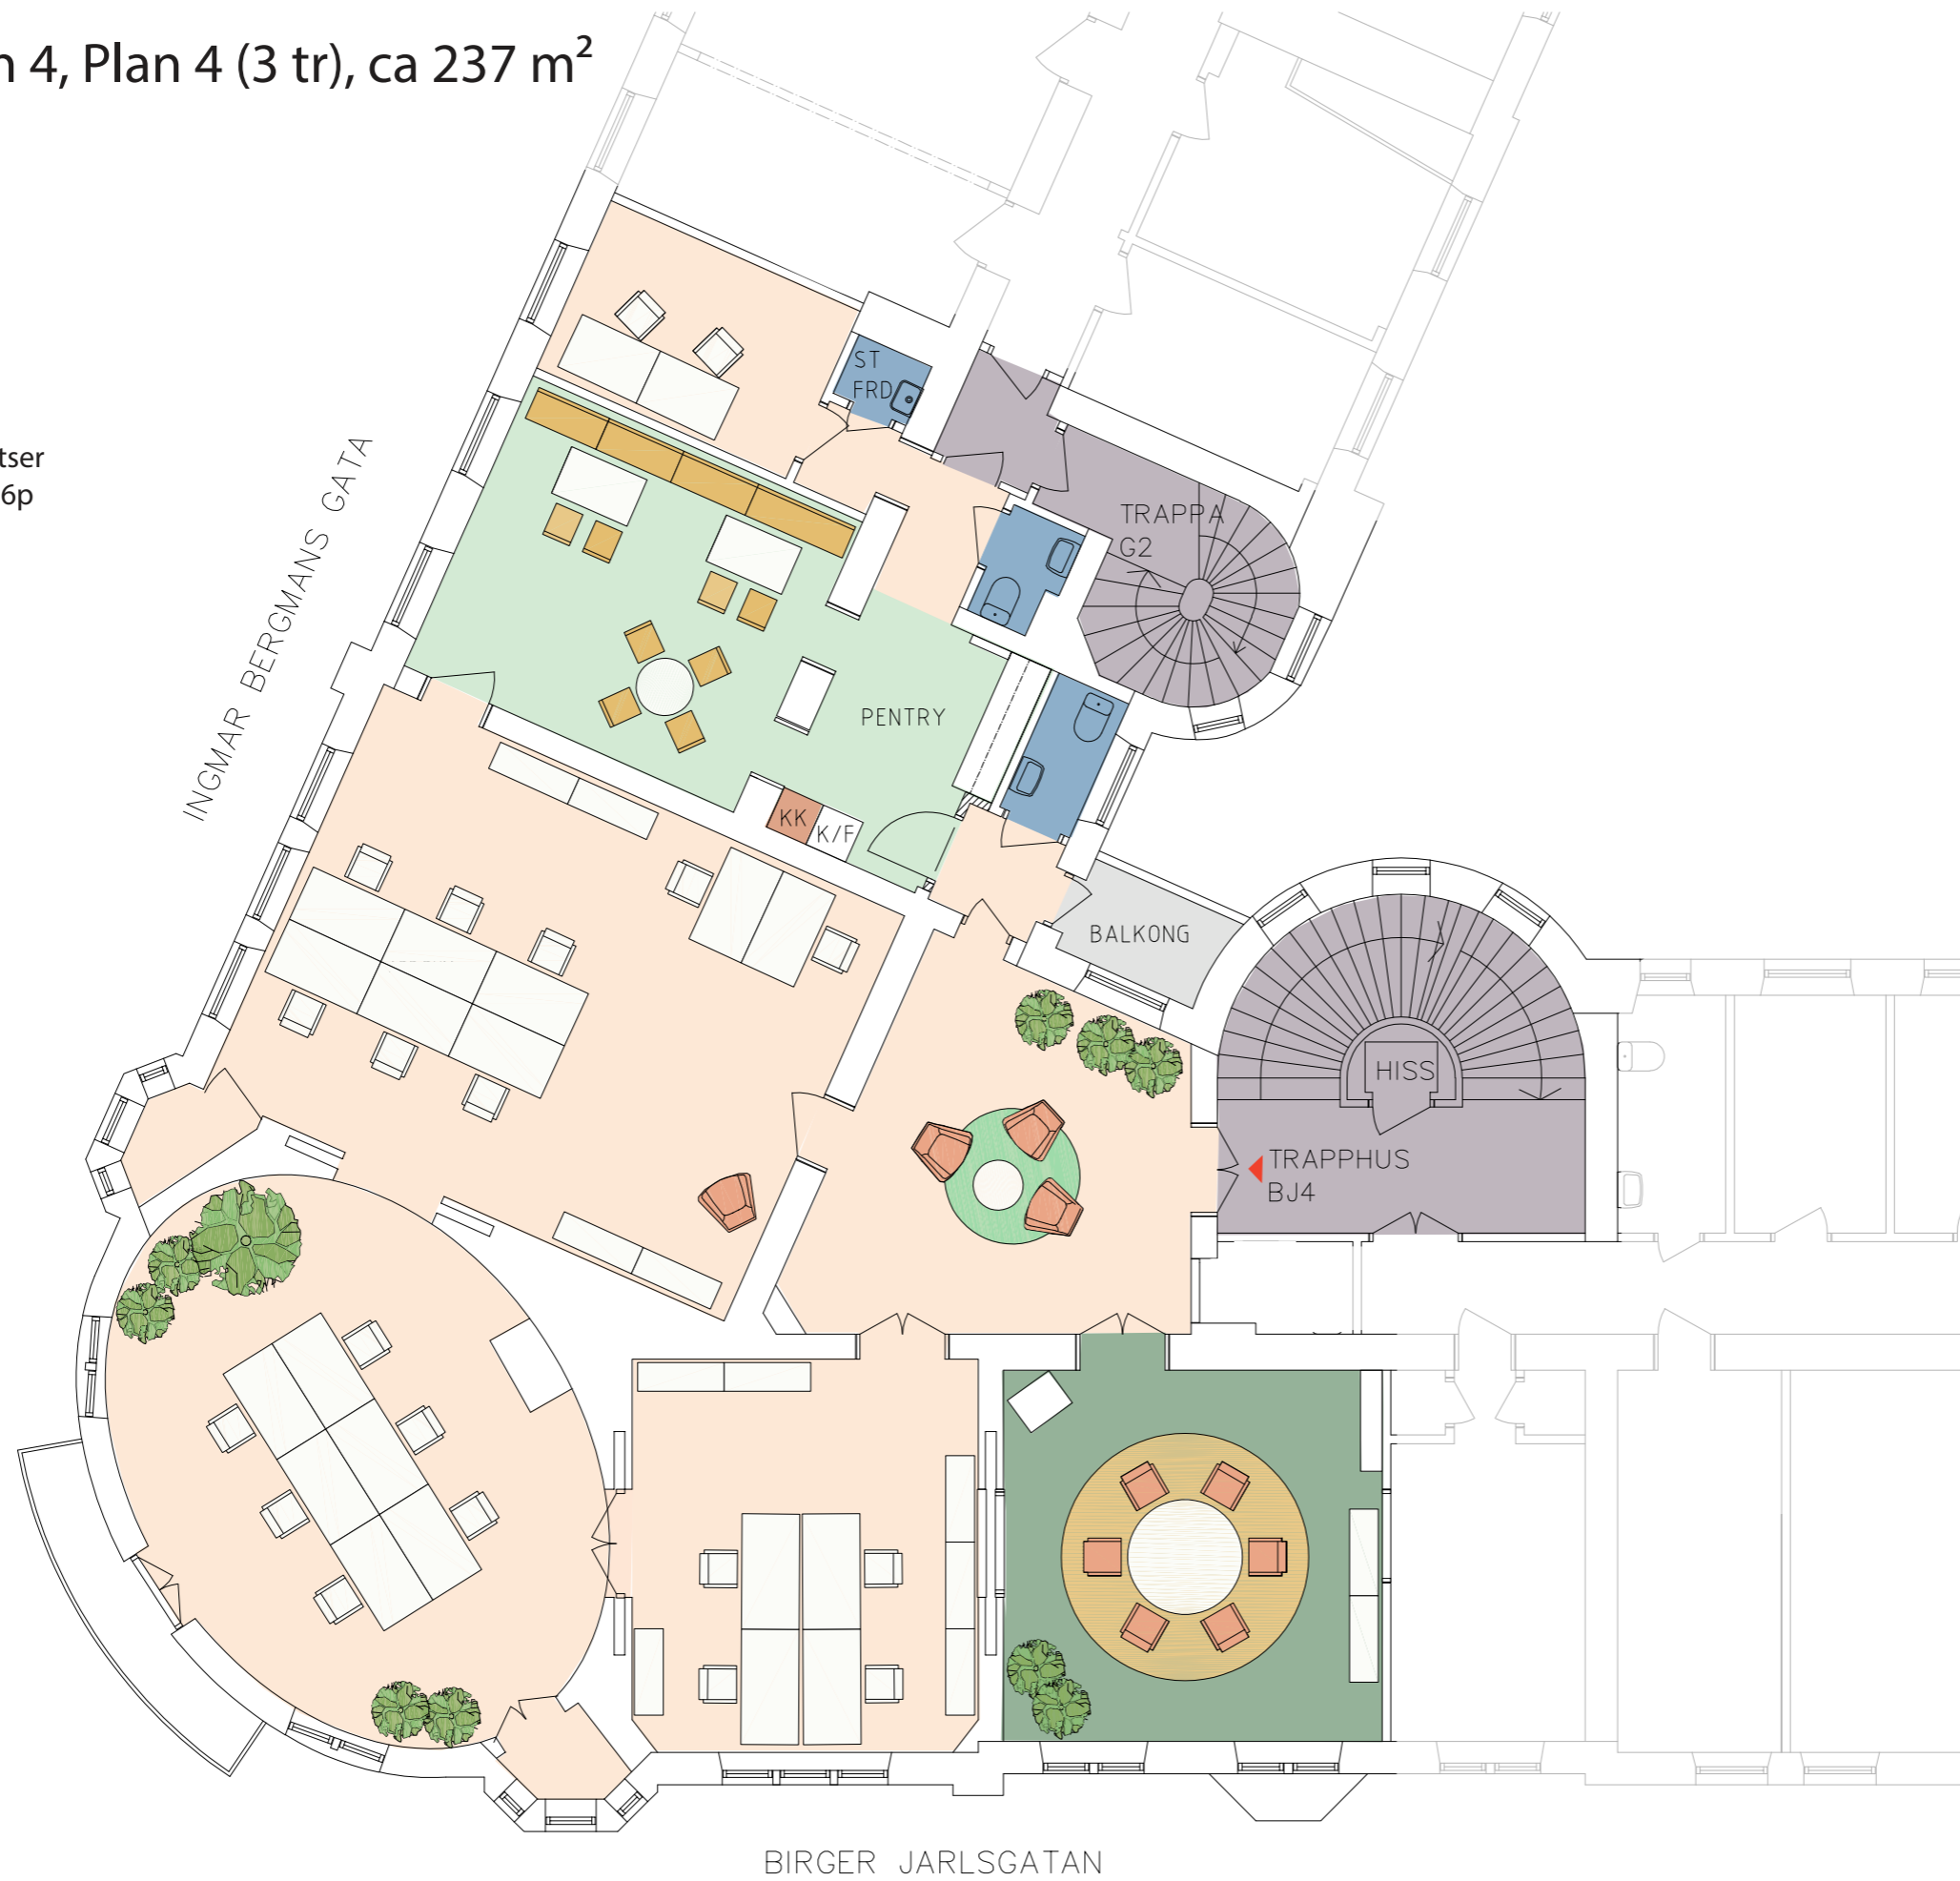 n 4, Plan 4 (3 tr), ca 237 m²
tser
6p
INGMAR BERGMANS GATA
ST
FRD
TRAPPA
G2
PENTRY
KK
K/F
BALKONG
HISS
TRAPPHUS
BJ4
BIRGER JARLSGATAN